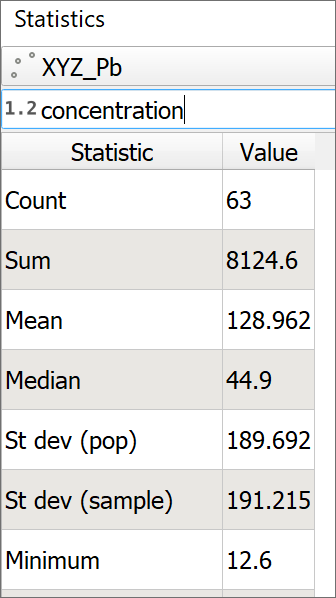 Statistics
XYZ_Pb
1.2 concentration
Statistic Value
Count 63
Sum 8124.6
Mean 128.962
Median 44.9
St dev (pop) 189.692
St dev (sample) 191.215
Minimum 12.6